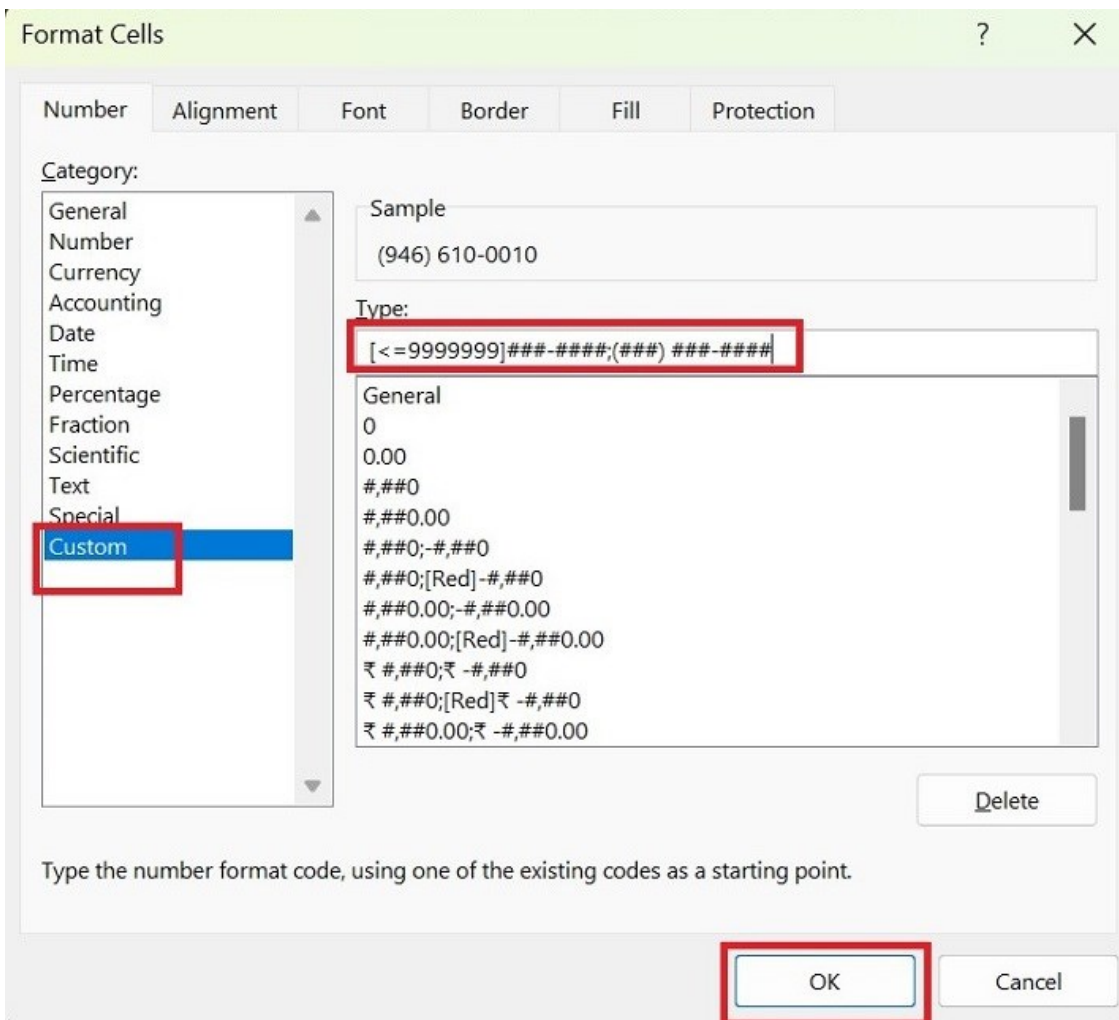 Format Cells
Number Alignment Font Border Fill Protection
Category:
General
Number
Currency
Accounting
Date
Time
Percentage
Fraction
Scientific
Text
Special
Custom
Sample
(946) 610-0010
Type:
[<=9999999]###-####;(###) ###-####
General
0
0.00
#,##0
#,##0.00
#,##0;-#,##0
#,##0;[Red]-#,##0
#,##0.00;-#,##0.00
#,##0.00;[Red]-#,##0.00
₹ #,##0;₹ -#,##0
₹ #,##0;[Red]₹ -#,##0
₹ #,##0.00;₹ -#,##0.00
Delete
Type the number format code, using one of the existing codes as a starting point.
OK Cancel